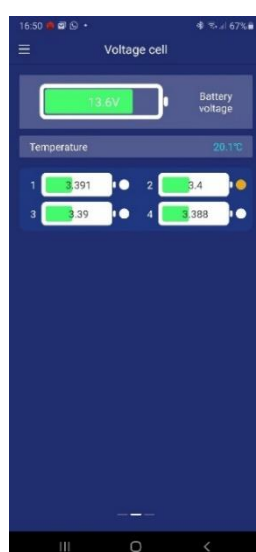 16:50 67%
Voltage cell
13.6V Battery voltage
Temperature 20.1°C
1 3.391 2 3.4
3 3.39 4 3.388